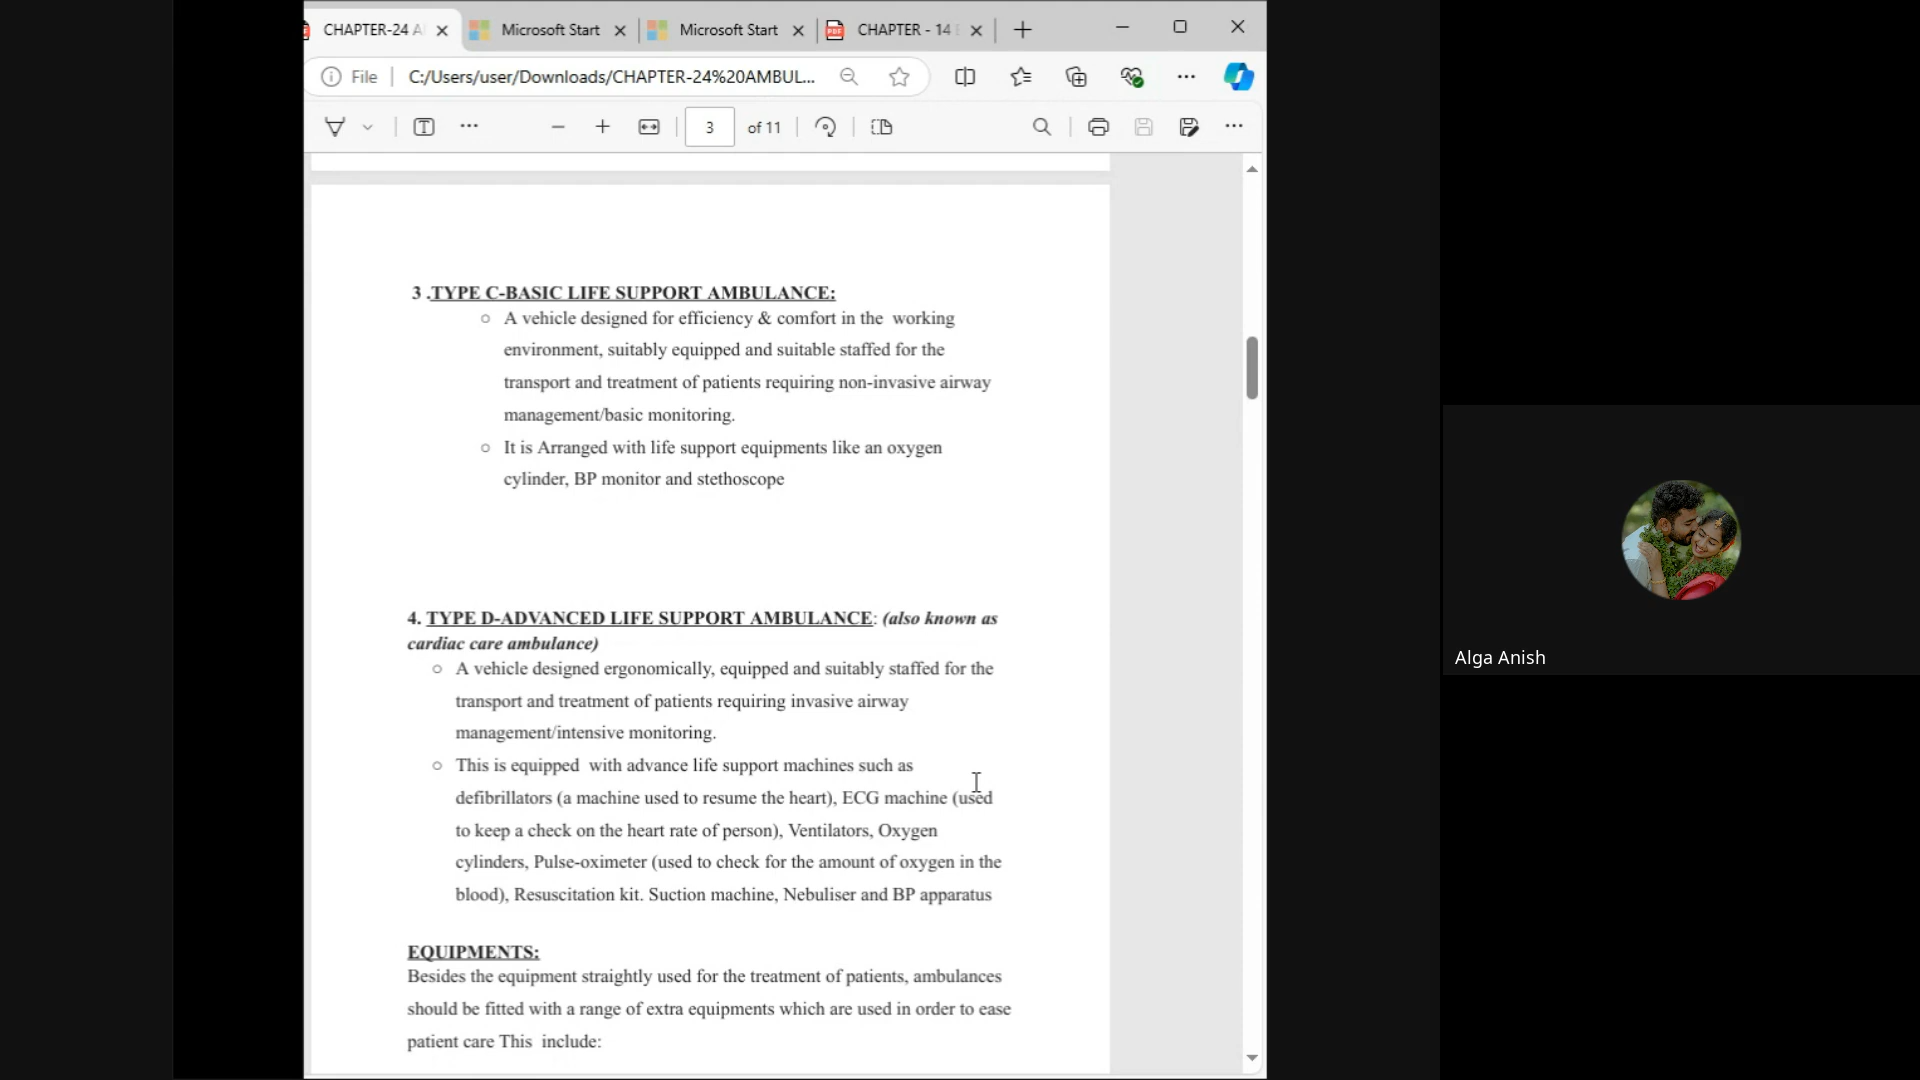 CHAPTER-24 A
Microsoft Start
Microsoft Start
CHAPTER - 14
File
C:/Users/user/Downloads/CHAPTER-24%20AMBUL...
3
of 11
3 .TYPE C-BASIC LIFE SUPPORT AMBULANCE:
A vehicle designed for efficiency & comfort in the working
environment, suitably equipped and suitable staffed for the
transport and treatment of patients requiring non-invasive airway
management/basic monitoring.
It is Arranged with life support equipments like an oxygen
cylinder, BP monitor and stethoscope
4. TYPE D-ADVANCED LIFE SUPPORT AMBULANCE: (also known as
cardiac care ambulance)
A vehicle designed ergonomically, equipped and suitably staffed for the
transport and treatment of patients requiring invasive airway
management/intensive monitoring.
This is equipped with advance life support machines such as
defibrillators (a machine used to resume the heart), ECG machine (used
to keep a check on the heart rate of person), Ventilators, Oxygen
cylinders, Pulse-oximeter (used to check for the amount of oxygen in the
blood), Resuscitation kit. Suction machine, Nebuliser and BP apparatus
EQUIPMENTS:
Besides the equipment straightly used for the treatment of patients, ambulances
should be fitted with a range of extra equipments which are used in order to ease
patient care This include:
Alga Anish